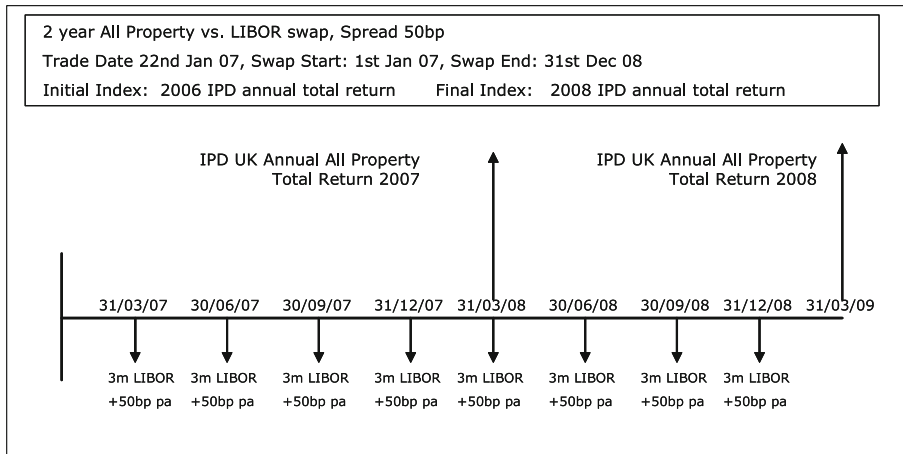 2 year All Property vs. LIBOR swap, Spread 50bp
Trade Date 22nd Jan 07, Swap Start: 1st Jan 07, Swap End: 31st Dec 08
Initial Index: 2006 IPD annual total return Final Index: 2008 IPD annual total return
IPD UK Annual All Property
Total Return 2007
IPD UK Annual All Property
Total Return 2008
31/03/07 30/06/07 30/09/07 31/12/07 31/03/08 30/06/08 30/09/08 31/12/08 31/03/09
3m LIBOR 3m LIBOR 3m LIBOR 3m LIBOR 3m LIBOR 3m LIBOR 3m LIBOR 3m LIBOR
+50bp pa +50bp pa +50bp pa +50bp pa +50bp pa +50bp pa +50bp pa +50bp pa